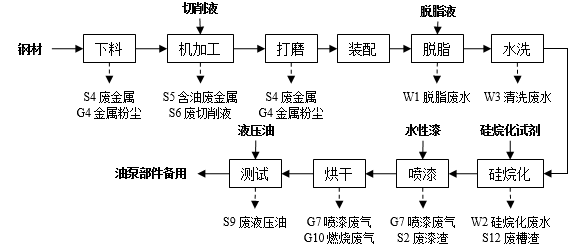 切削液
脱脂液
钢材
下料
机加工
打磨
装配
脱脂
水洗
S4 废金属
G4 金属粉尘
S5 含油废金属
S6 废切削液
S4 废金属
G4 金属粉尘
W1 脱脂废水
W3 清洗废水
液压油
水性漆
硅烷化试剂
油泵部件备用
测试
烘干
喷漆
硅烷化
S9 废液压油
G7 喷漆废气
G10 燃烧废气
G7 喷漆废气
S2 废漆渣
W2 硅烷化废水
S12 废槽渣